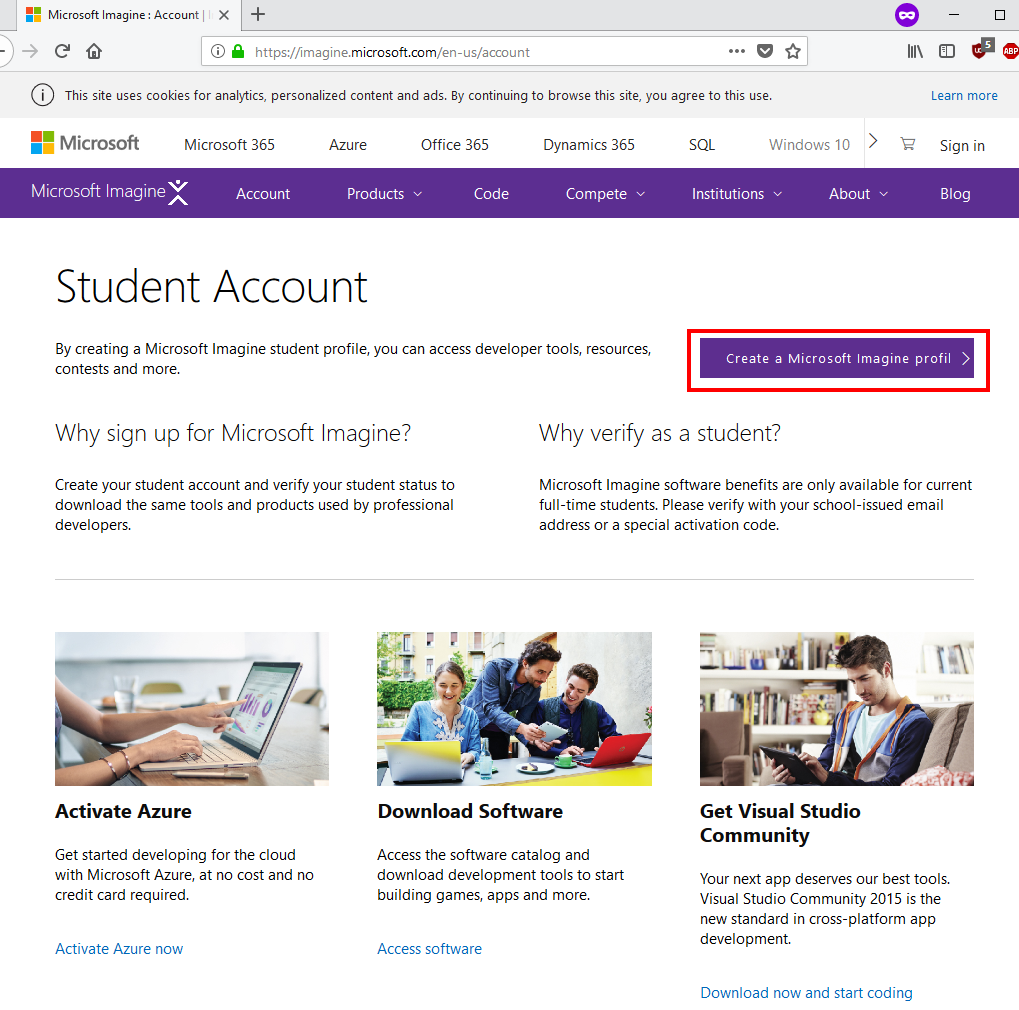 Microsoft Imagine : Account |
https://imagine.microsoft.com/en-us/account
5
ABP
This site uses cookies for analytics, personalized content and ads. By continuing to browse this site, you agree to this use.
Learn more
Microsoft
Microsoft 365
Azure
Office 365
Dynamics 365
SQL
Windows 10
Sign in
Microsoft Imagine
Account
Products
Code
Compete
Institutions
About
Blog
Student Account
By creating a Microsoft Imagine student profile, you can access developer tools, resources,
contests and more.
Create a Microsoft Imagine profil
Why sign up for Microsoft Imagine?
Create your student account and verify your student status to
download the same tools and products used by professional
developers.
Why verify as a student?
Microsoft Imagine software benefits are only available for current
full-time students. Please verify with your school-issued email
address or a special activation code.
Activate Azure
Get started developing for the cloud
with Microsoft Azure, at no cost and no
credit card required.
Activate Azure now
Download Software
Access the software catalog and
download development tools to start
building games, apps and more.
Access software
Get Visual Studio
Community
Your next app deserves our best tools.
Visual Studio Community 2015 is the
new standard in cross-platform app
development.
Download now and start coding